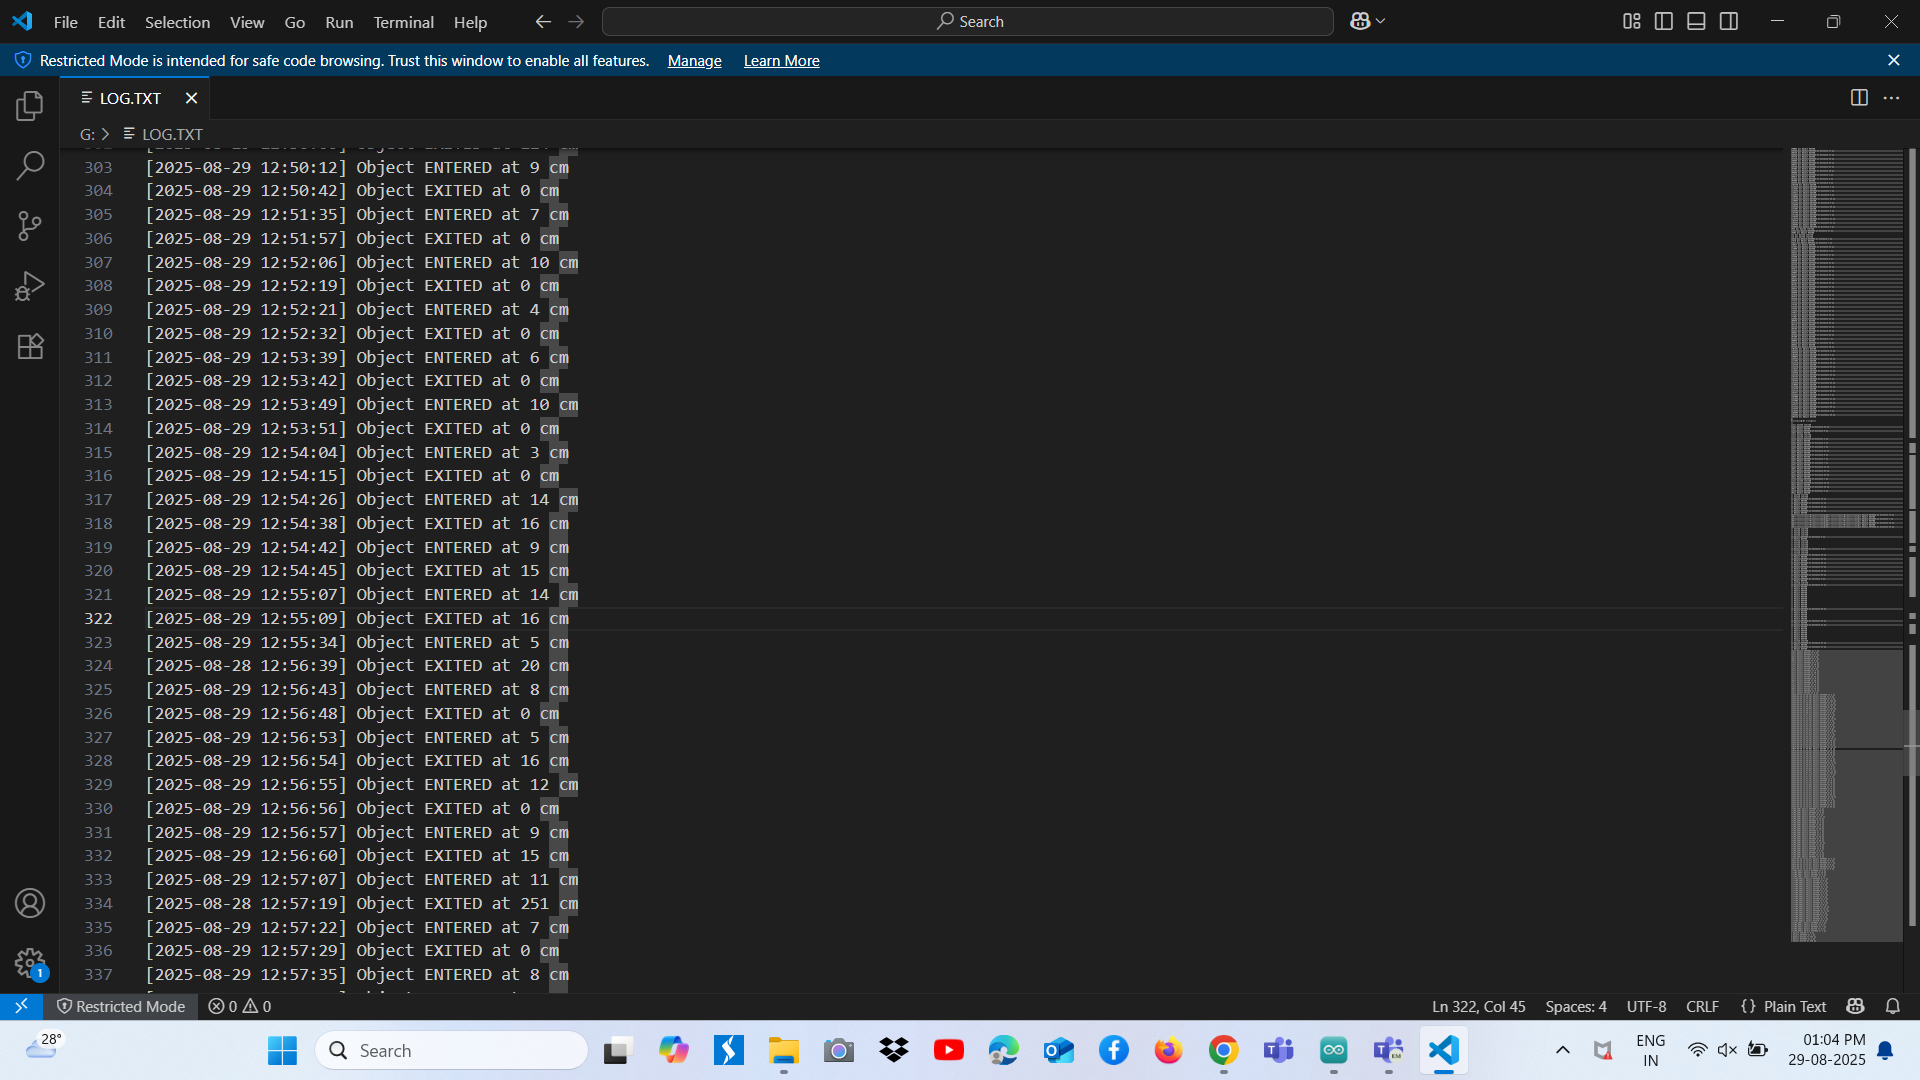 File Edit Selection View Go Run Terminal Help Search
Restricted Mode is intended for safe code browsing. Trust this window to enable all features. Manage Learn More
LOG.TXT
G: > LOG.TXT
303 [2025-08-29 12:50:12] Object ENTERED at 9 cm
304 [2025-08-29 12:50:42] Object EXITED at 0 cm
305 [2025-08-29 12:51:35] Object ENTERED at 7 cm
306 [2025-08-29 12:51:57] Object EXITED at 0 cm
307 [2025-08-29 12:52:06] Object ENTERED at 10 cm
308 [2025-08-29 12:52:19] Object EXITED at 0 cm
309 [2025-08-29 12:52:21] Object ENTERED at 4 cm
310 [2025-08-29 12:52:32] Object EXITED at 0 cm
311 [2025-08-29 12:53:39] Object ENTERED at 6 cm
312 [2025-08-29 12:53:42] Object EXITED at 0 cm
313 [2025-08-29 12:53:49] Object ENTERED at 10 cm
314 [2025-08-29 12:53:51] Object EXITED at 0 cm
315 [2025-08-29 12:54:04] Object ENTERED at 3 cm
316 [2025-08-29 12:54:15] Object EXITED at 0 cm
317 [2025-08-29 12:54:26] Object ENTERED at 14 cm
318 [2025-08-29 12:54:38] Object EXITED at 16 cm
319 [2025-08-29 12:54:42] Object ENTERED at 9 cm
320 [2025-08-29 12:54:45] Object EXITED at 15 cm
321 [2025-08-29 12:55:07] Object ENTERED at 14 cm
322 [2025-08-29 12:55:09] Object EXITED at 16 cm
323 [2025-08-29 12:55:34] Object ENTERED at 5 cm
324 [2025-08-28 12:56:39] Object EXITED at 20 cm
325 [2025-08-29 12:56:43] Object ENTERED at 8 cm
326 [2025-08-29 12:56:48] Object EXITED at 0 cm
327 [2025-08-29 12:56:53] Object ENTERED at 5 cm
328 [2025-08-29 12:56:54] Object EXITED at 16 cm
329 [2025-08-29 12:56:55] Object ENTERED at 12 cm
330 [2025-08-29 12:56:56] Object EXITED at 0 cm
331 [2025-08-29 12:56:57] Object ENTERED at 9 cm
332 [2025-08-29 12:56:60] Object EXITED at 15 cm
333 [2025-08-29 12:57:07] Object ENTERED at 11 cm
334 [2025-08-28 12:57:19] Object EXITED at 251 cm
335 [2025-08-29 12:57:22] Object ENTERED at 7 cm
336 [2025-08-29 12:57:29] Object EXITED at 0 cm
337 [2025-08-29 12:57:35] Object ENTERED at 8 cm
1
Restricted Mode 0 0 Ln 322, Col 45 Spaces: 4 UTF-8 CRLF {} Plain Text
28° Search ENG 01:04 PM
IN 29-08-2025